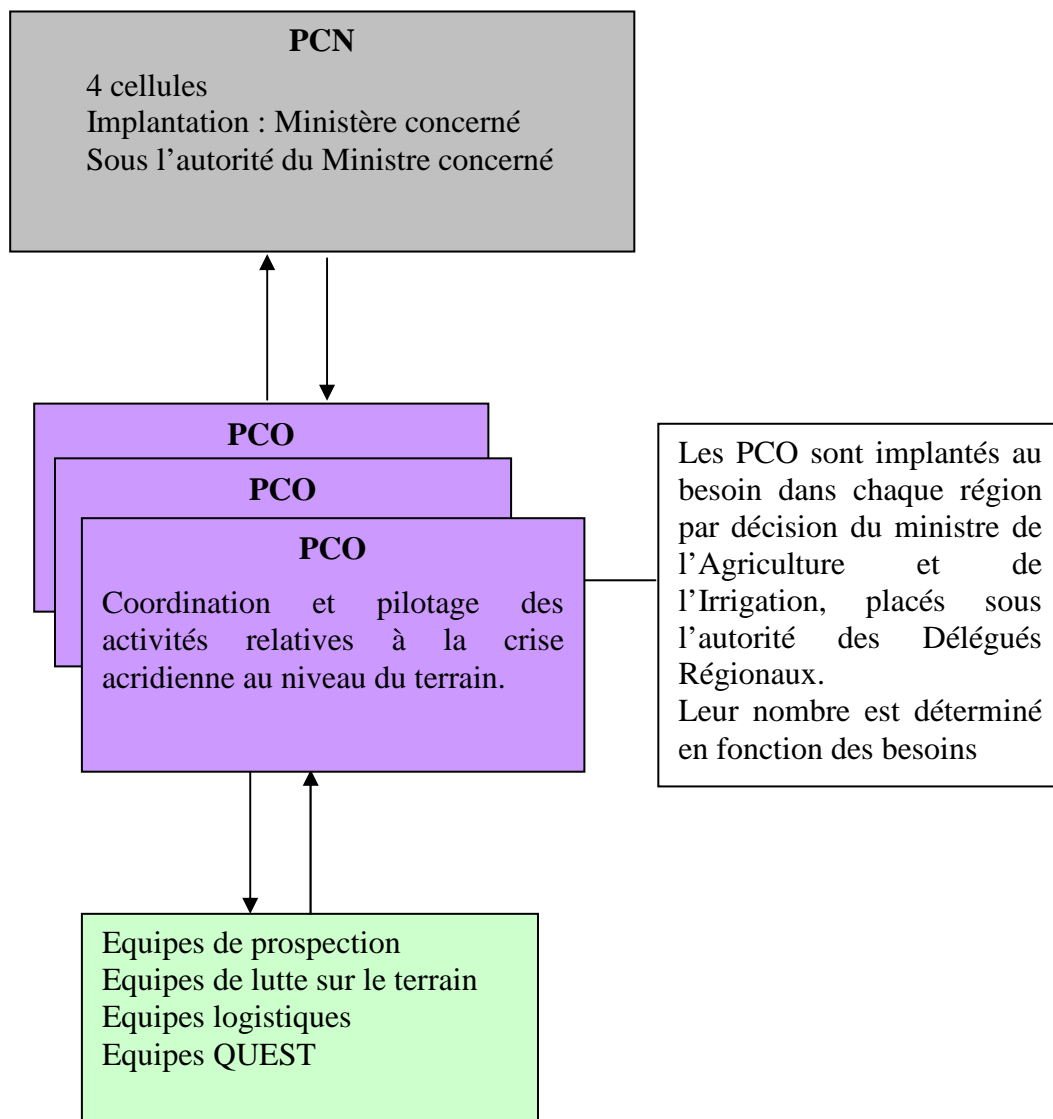 PCN
4 cellules
Implantation : Ministère concerné
Sous l’autorité du Ministre concerné
PCO
PCO
PCO
Coordination et pilotage des
activités relatives à la crise
acridienne au niveau du terrain.
Les PCO sont implantés au
besoin dans chaque région
par décision du ministre de
l’Agriculture et de
l’Irrigation, placés sous
l’autorité des Délégués
Régionaux.
Leur nombre est déterminé
en fonction des besoins
Equipes de prospection
Equipes de lutte sur le terrain
Equipes logistiques
Equipes QUEST